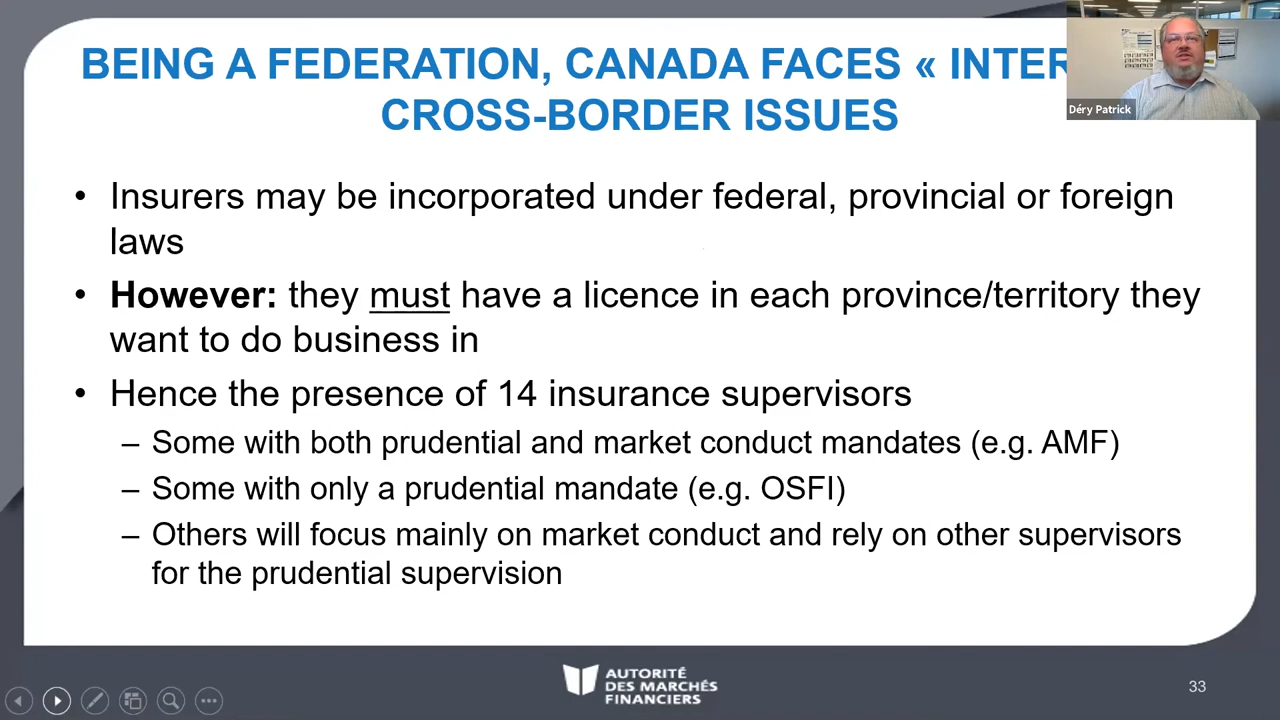 BEING A FEDERATION, CANADA FACES « INTER
CROSS-BORDER ISSUES
Déry Patrick
• Insurers may be incorporated under federal, provincial or foreign
laws
• However: they must have a licence in each province/territory they
want to do business in
• Hence the presence of 14 insurance supervisors
– Some with both prudential and market conduct mandates (e.g. AMF)
– Some with only a prudential mandate (e.g. OSFI)
– Others will focus mainly on market conduct and rely on other supervisors
for the prudential supervision
AUTORITÉ
DES MARCHÉS
FINANCIERS
33